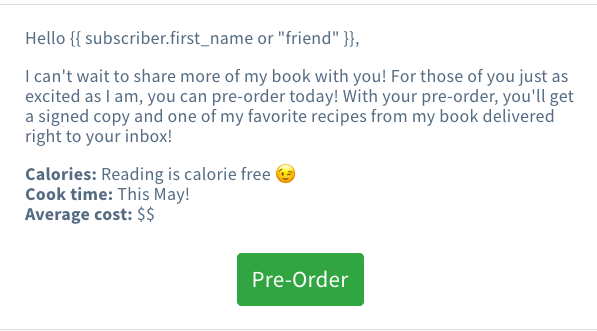 Hello {{ subscriber.first_name or "friend" }},
I can't wait to share more of my book with you! For those of you just as
excited as I am, you can pre-order today! With your pre-order, you'll get
a signed copy and one of my favorite recipes from my book delivered
right to your inbox!
Calories: Reading is calorie free 😉
Cook time: This May!
Average cost: $$
Pre-Order